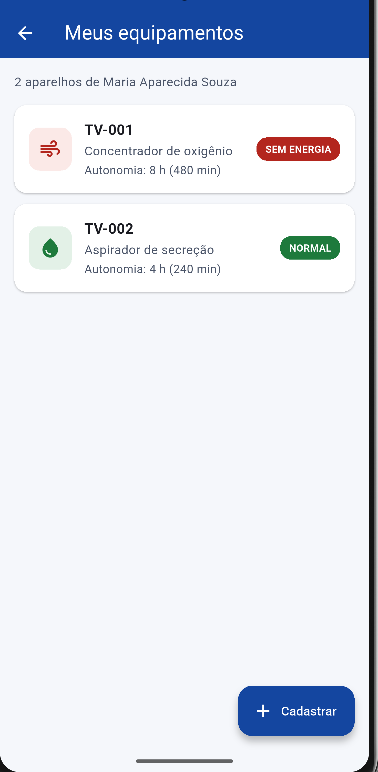 Meus equipamentos
2 aparelhos de Maria Aparecida Souza
TV-001
Concentrador de oxigênio
Autonomia: 8 h (480 min)
SEM ENERGIA
TV-002
Aspirador de secreção
Autonomia: 4 h (240 min)
NORMAL
Cadastrar